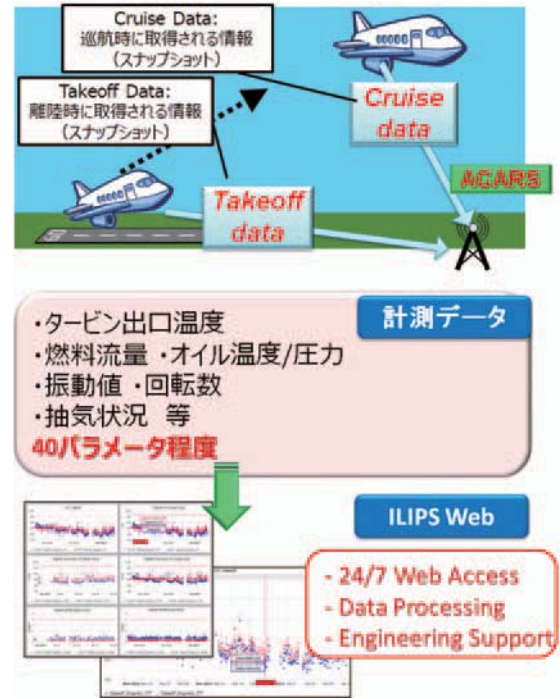 Cruise Data:
巡航時に取得される情報
(スナップショット)
Takeoff Data:
離陸時に取得される情報
(スナップショット)
Cruise
data
ACARS
Takeoff
data
計測データ
・タービン出口温度
・燃料流量 ・オイル温度/圧力
・振動値 ・回転数
・抽気状況 等
40パラメータ程度
ILIPS Web
- 24/7 Web Access
- Data Processing
- Engineering Support